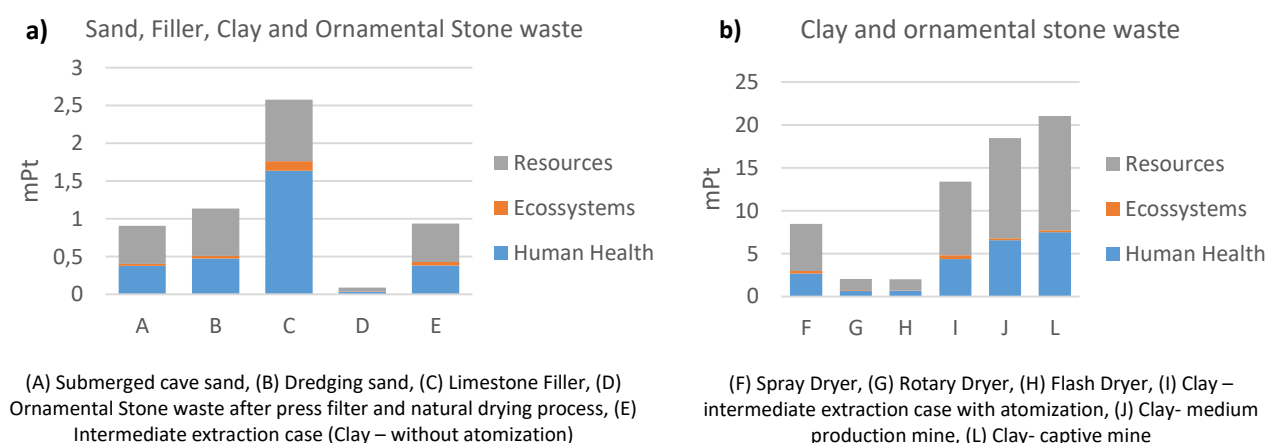 a) Sand, Filler, Clay and Ornamental Stone waste
3
2,5
2
1,5
1
0,5
0
mPt
Resources
Ecossystems
Human Health
A B C D E
(A) Submerged cave sand, (B) Dredging sand, (C) Limestone Filler, (D)
Ornamental Stone waste after press filter and natural drying process, (E)
Intermediate extraction case (Clay – without atomization)
b) Clay and ornamental stone waste
25
20
15
10
5
0
mPt
Resources
Ecossystems
Human Health
F G H I J L
(F) Spray Dryer, (G) Rotary Dryer, (H) Flash Dryer, (I) Clay –
intermediate extraction case with atomization, (J) Clay- medium
production mine, (L) Clay- captive mine